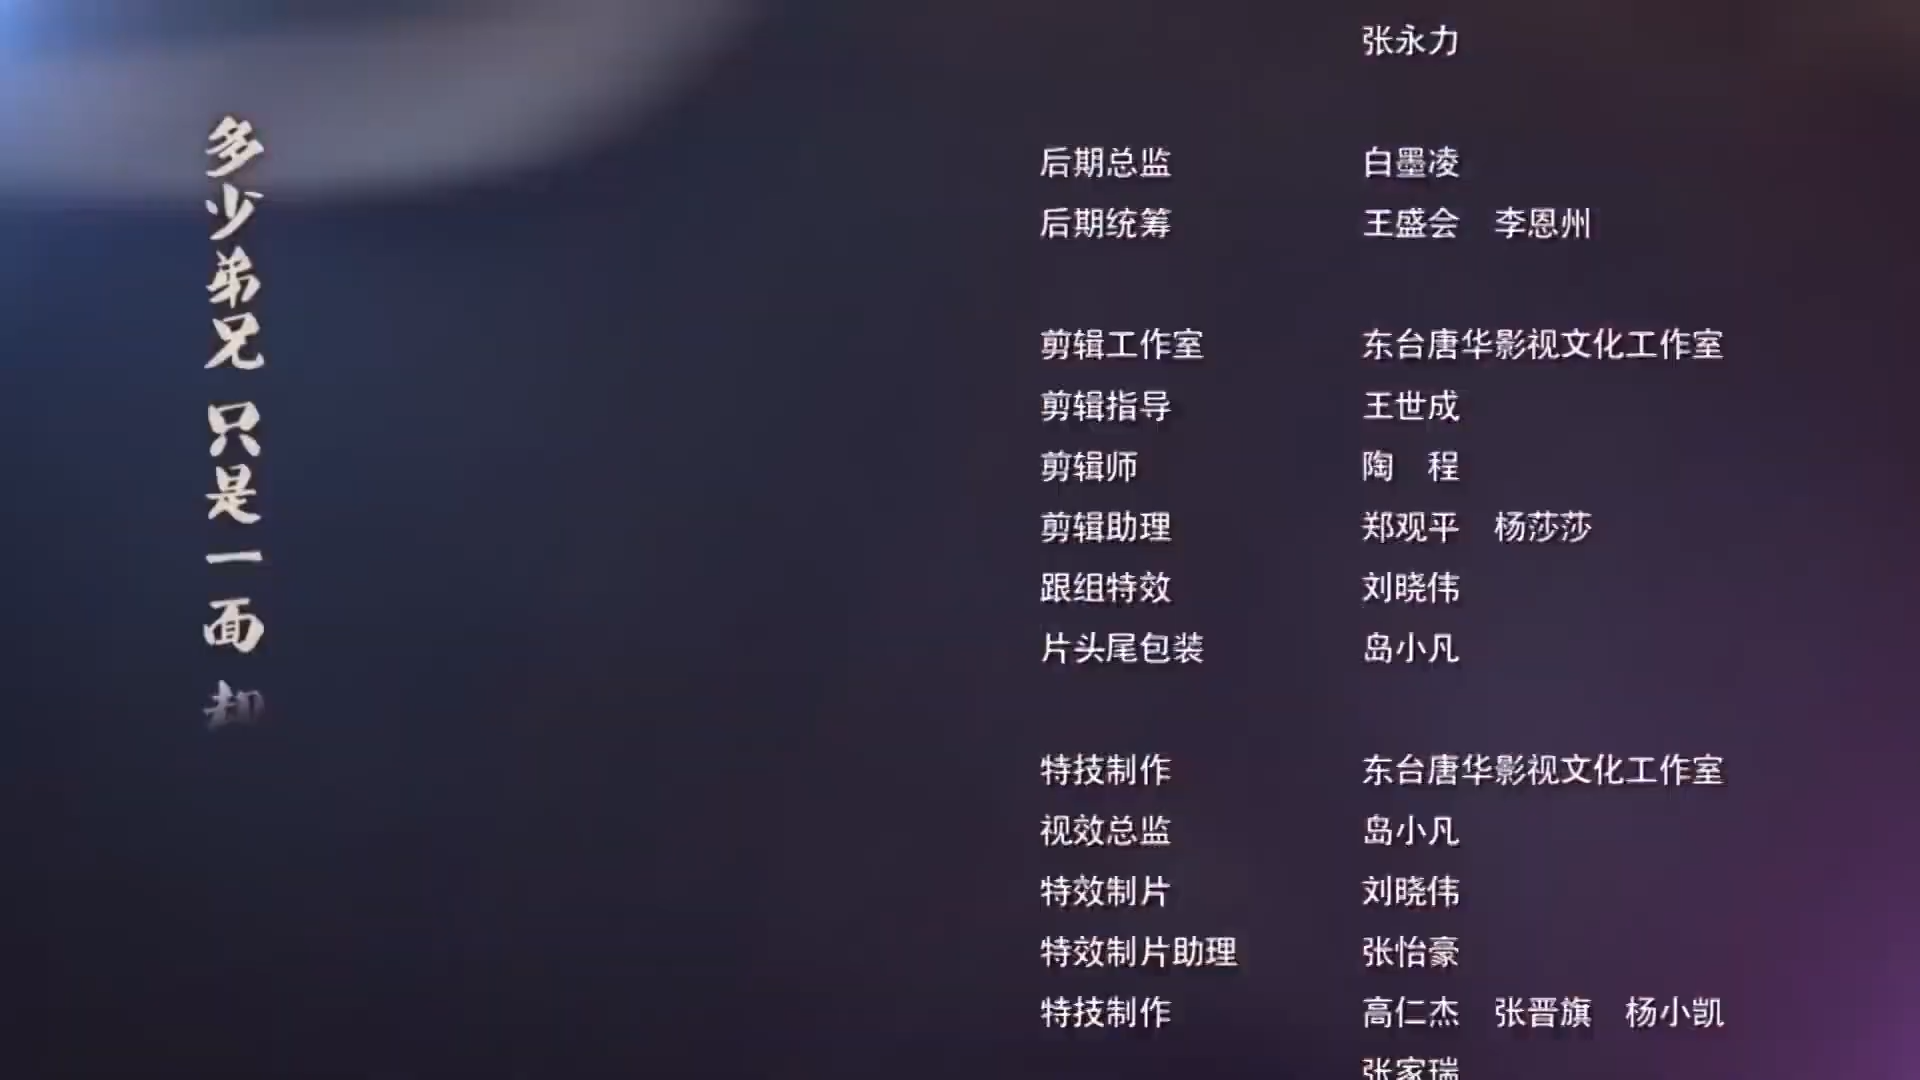 多少弟兄 只是一面 却
张永力
后期总监 白墨凌
后期统筹 王盛会 李恩州
剪辑工作室 东台唐华影视文化工作室
剪辑指导 王世成
剪辑师 陶 程
剪辑助理 郑观平 杨莎莎
跟组特效 刘晓伟
片头尾包装 岛小凡
特技制作 东台唐华影视文化工作室
视效总监 岛小凡
特效制片 刘晓伟
特效制片助理 张怡豪
特技制作 高仁杰 张晋旗 杨小凯
张家瑞